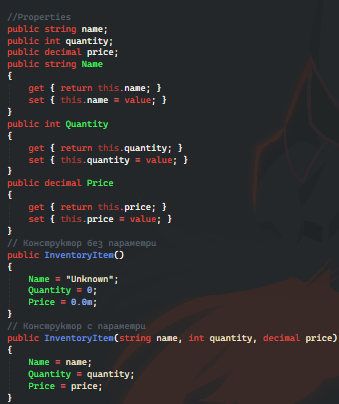 //Properties
public string name;
public int quantity;
public decimal price;
public string Name
{
get { return this.name; }
set { this.name = value; }
}
public int Quantity
{
get { return this.quantity; }
set { this.quantity = value; }
}
public decimal Price
{
get { return this.price; }
set { this.price = value; }
}
// Конструктор без параметри
public InventoryItem()
{
Name = "Unknown";
Quantity = 0;
Price = 0.0m;
}
// Конструктор с параметри
public InventoryItem(string name, int quantity, decimal price)
{
Name = name;
Quantity = quantity;
Price = price;
}